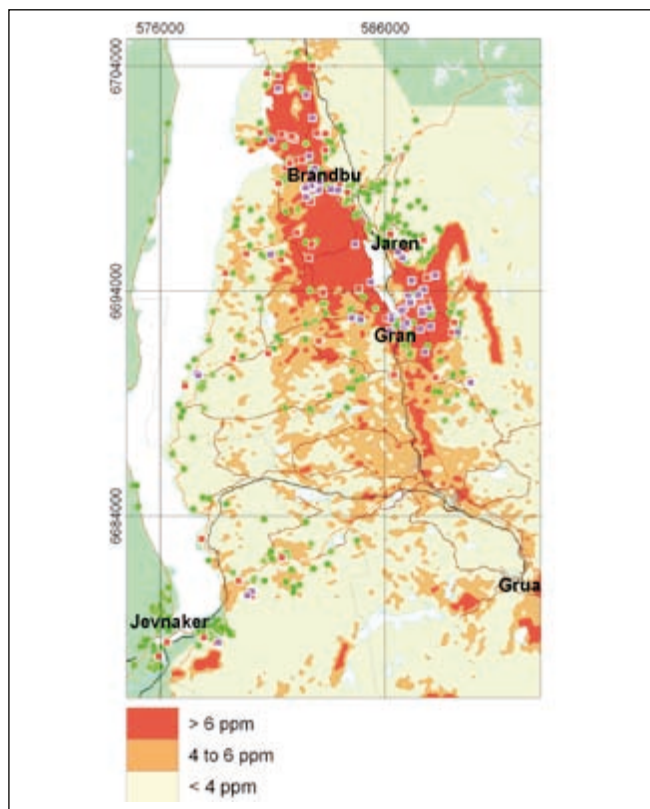 576000 586000
6704000
Brandbu
Jaren
6694000
Gran
6684000
Grua
Jevnaker
> 6 ppm
4 to 6 ppm
< 4 ppm